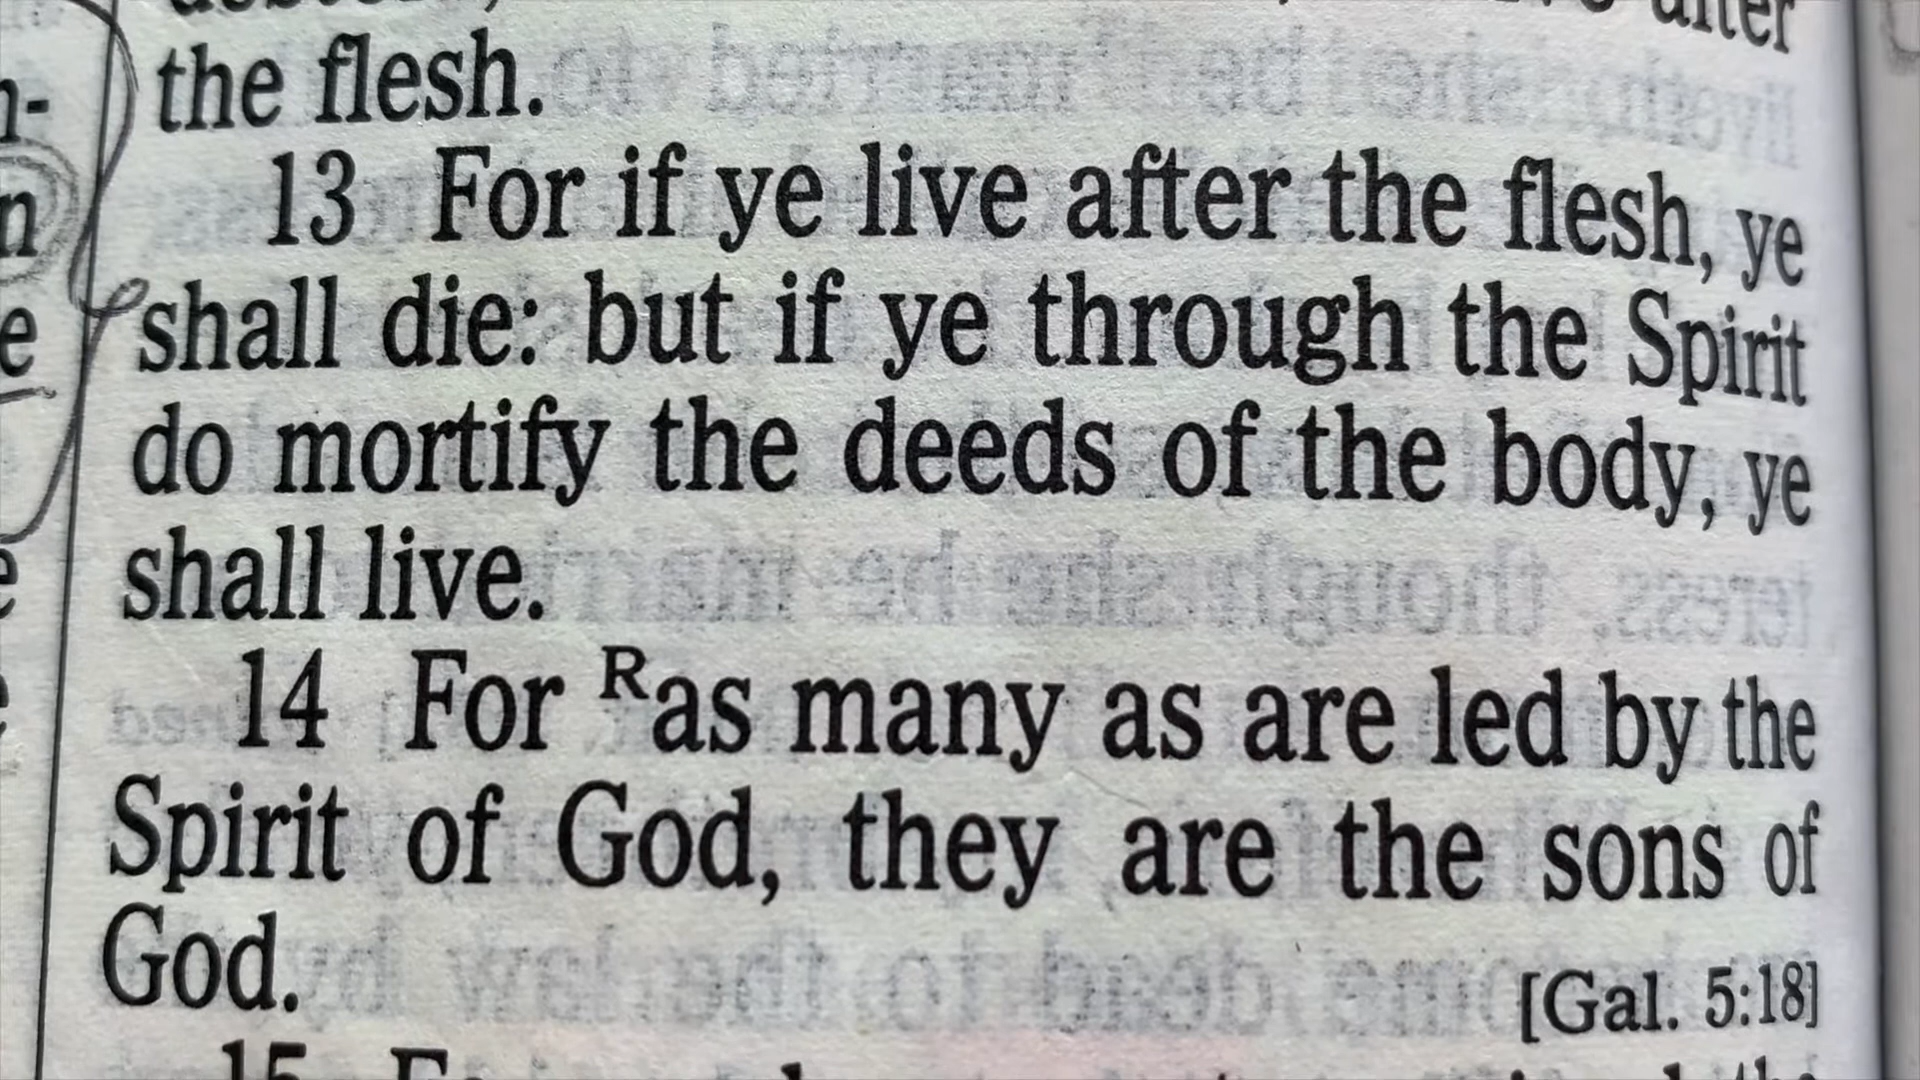 after
the flesh.
13 For if ye live after the flesh, ye
shall die: but if ye through the Spirit
do mortify the deeds of the body, ye
shall live.
14 For Ras many as are led by the
Spirit of God, they are the sons of
God.
[Gal. 5:18]
15